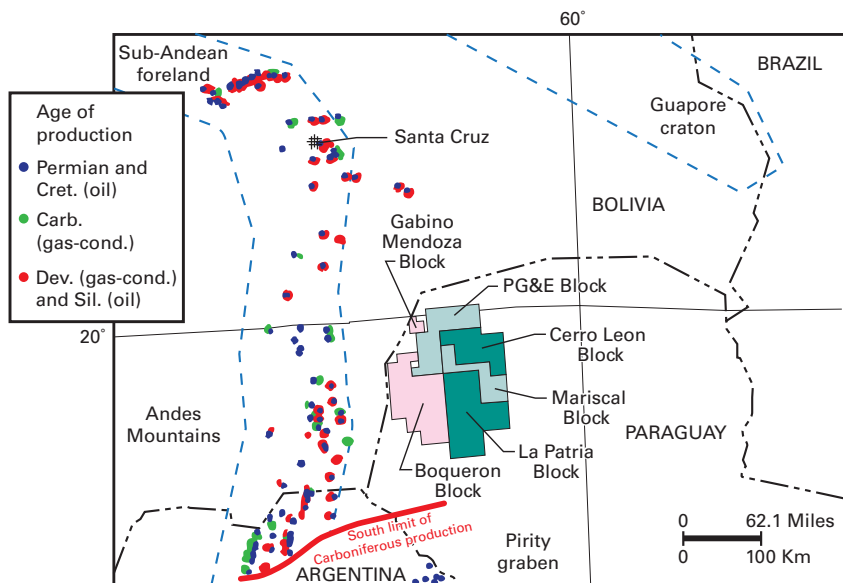 60°
Sub-Andean
foreland
BRAZIL
Guapore
craton
Age of
production
Permian and
Cret. (oil)
Carb.
(gas-cond.)
Dev. (gas-cond.)
and Sil. (oil)
Santa Cruz
BOLIVIA
Gabino
Mendoza
Block
PG&E Block
20°
Cerro Leon
Block
Mariscal
Block
Andes
Mountains
PARAGUAY
La Patria
Block
Boqueron
Block
South limit of
Carboniferous production
Pirity
graben
ARGENTINA
0 62.1 Miles
0 100 Km